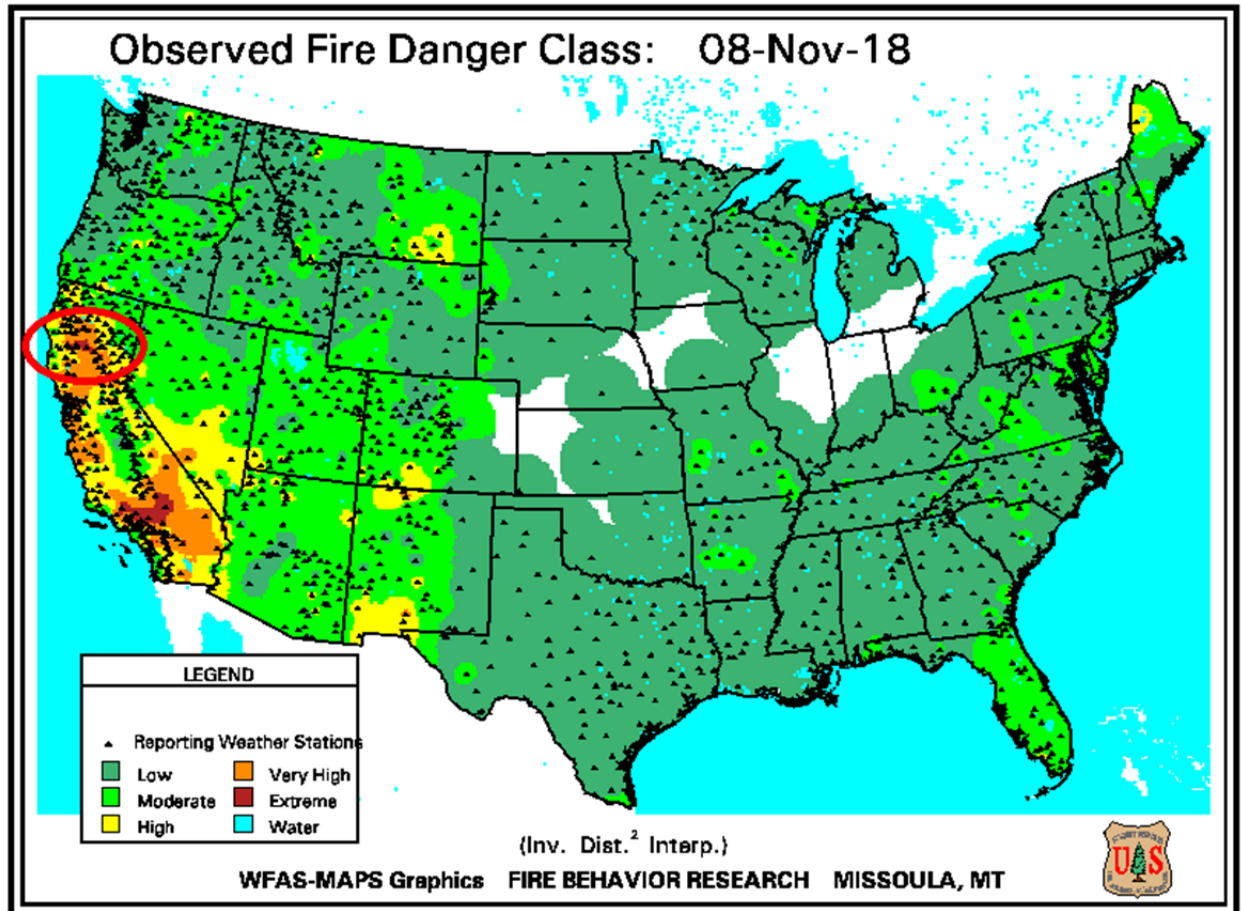 Observed Fire Danger Class: 08-Nov-18
LEGEND
Reporting Weather Stations
Low
Very High
Moderate
Extreme
High
Water
(Inv. Dist.² Interp.)
WFAS-MAPS Graphics FIRE BEHAVIOR RESEARCH MISSOULA, MT
US